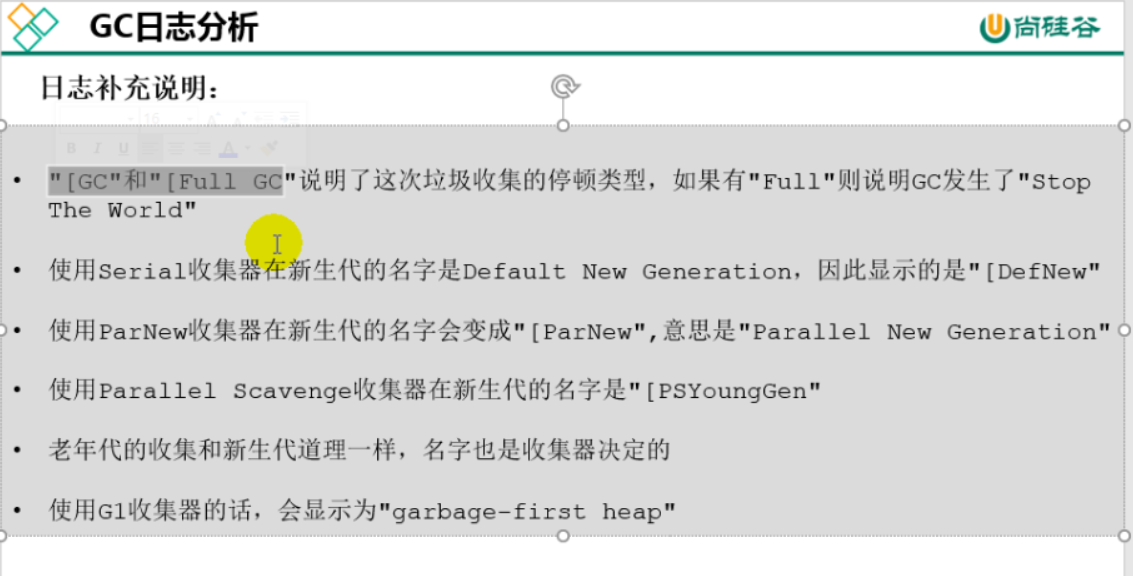 GC日志分析
尚硅谷
日志补充说明：
16
B I U A
• "[GC"和"[Full GC"说明了这次垃圾收集的停顿类型，如果有"Full"则说明GC发生了"Stop
The World"
• 使用Serial收集器在新生代的名字是Default New Generation，因此显示的是"[DefNew"
• 使用ParNew收集器在新生代的名字会变成"[ParNew",意思是"Parallel New Generation"
• 使用Parallel Scavenge收集器在新生代的名字是"[PSYoungGen"
• 老年代的收集和新生代道理一样，名字也是收集器决定的
• 使用G1收集器的话，会显示为"garbage-first heap"